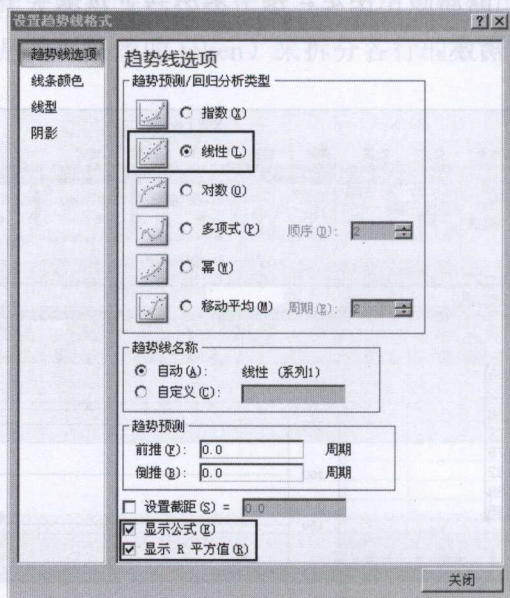 设置趋势线格式
趋势线选项
线条颜色
线型
阴影
趋势线选项
趋势预测/回归分析类型
指数(X)
线性(L)
对数(O)
多项式(P) 顺序(D): 2
幂(W)
移动平均(M) 周期(E): 2
趋势线名称
自动(A): 线性 (系列1)
自定义(C):
趋势预测
前推(F): 0.0 周期
倒推(B): 0.0 周期
设置截距(S) = 0.0
显示公式(E)
显示 R 平方值(R)
关闭